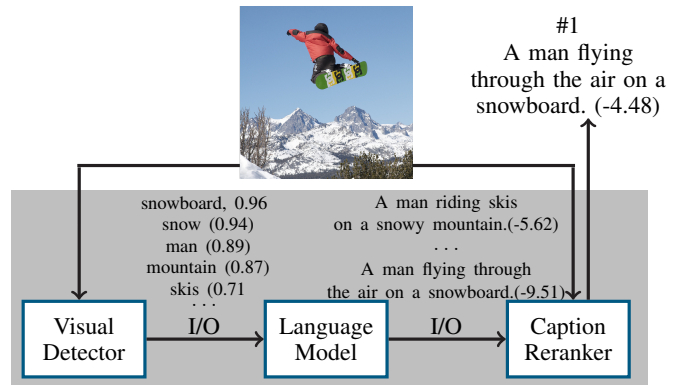 #1
A man flying
through the air on a
snowboard. (-4.48)
snowboard, 0.96
snow (0.94)
man (0.89)
mountain (0.87)
skis (0.71
...
A man riding skis
on a snowy mountain.(-5.62)
...
A man flying through
the air on a snowboard.(-9.51)
Visual
Detector
I/O
Language
Model
I/O
Caption
Reranker